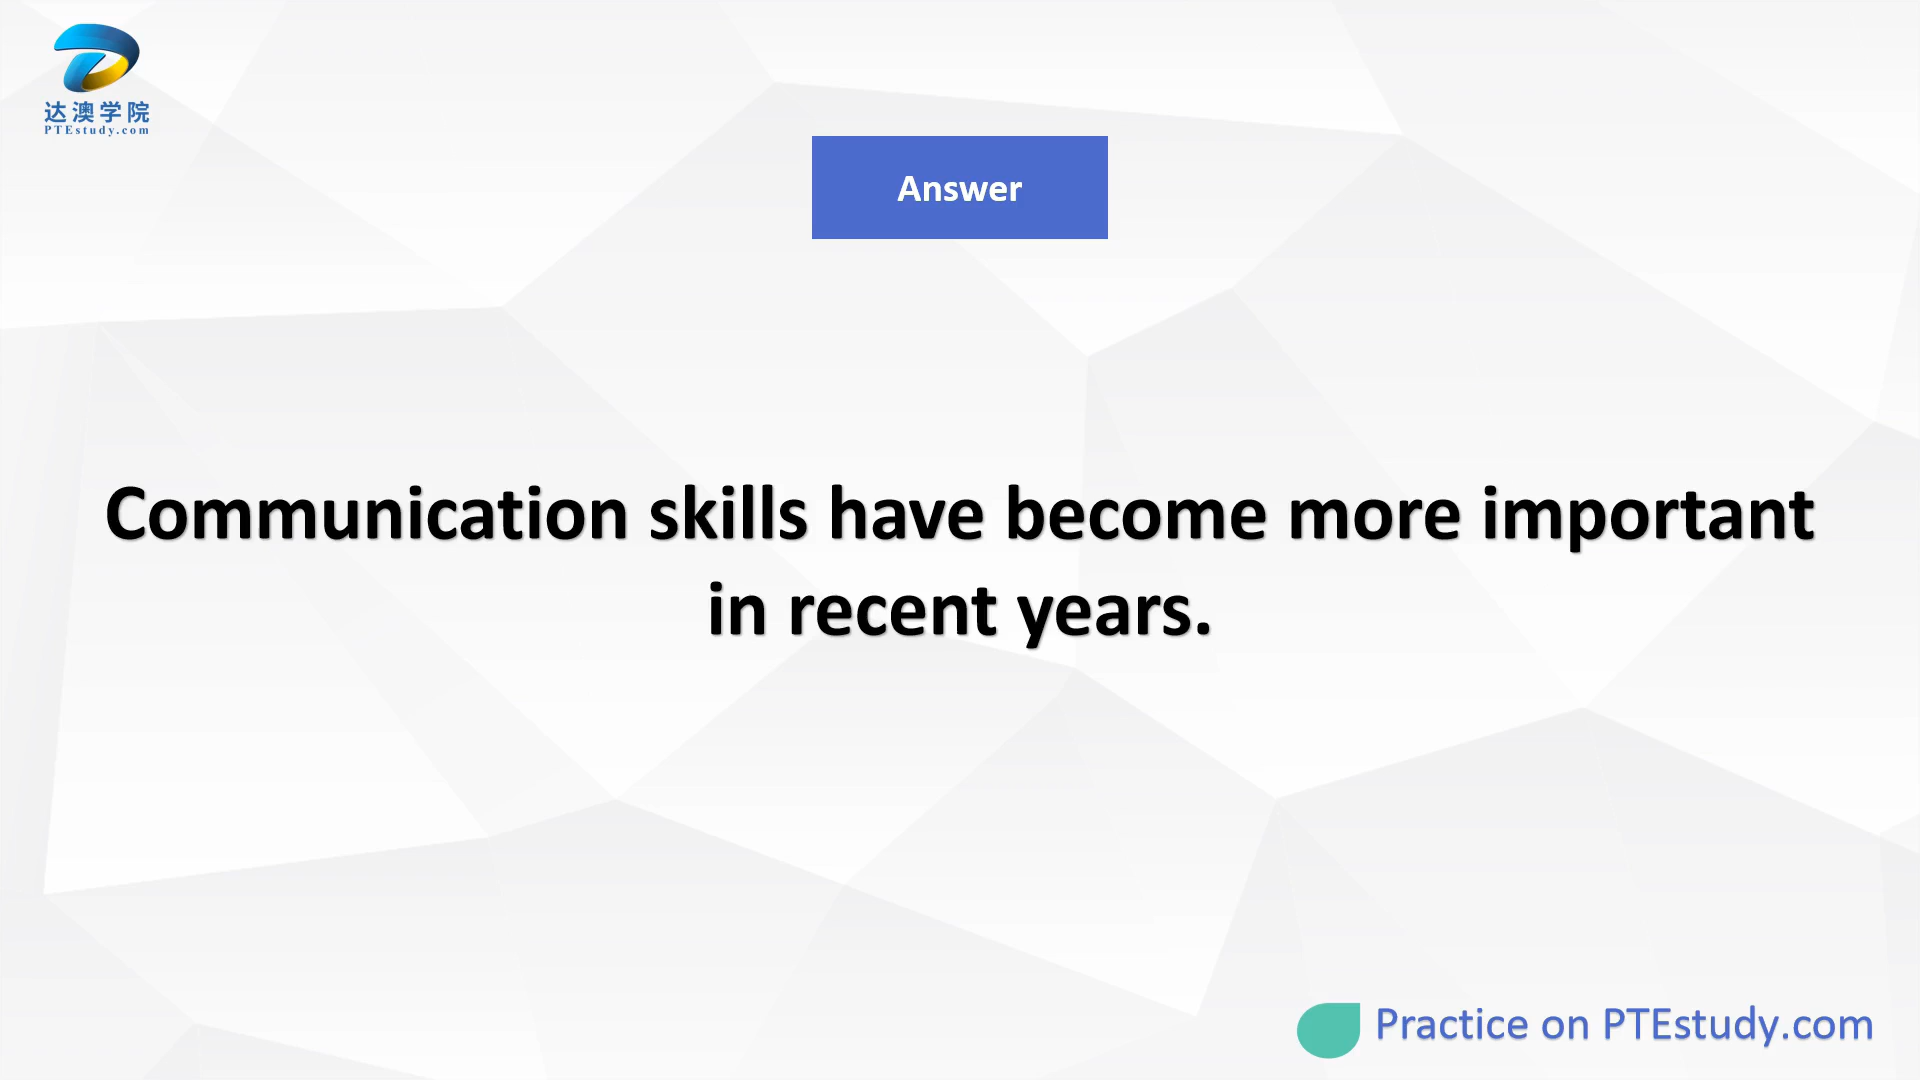 达澳学院
PTEstudy.com
Answer
Communication skills have become more important
in recent years.
Practice on PTEstudy.com